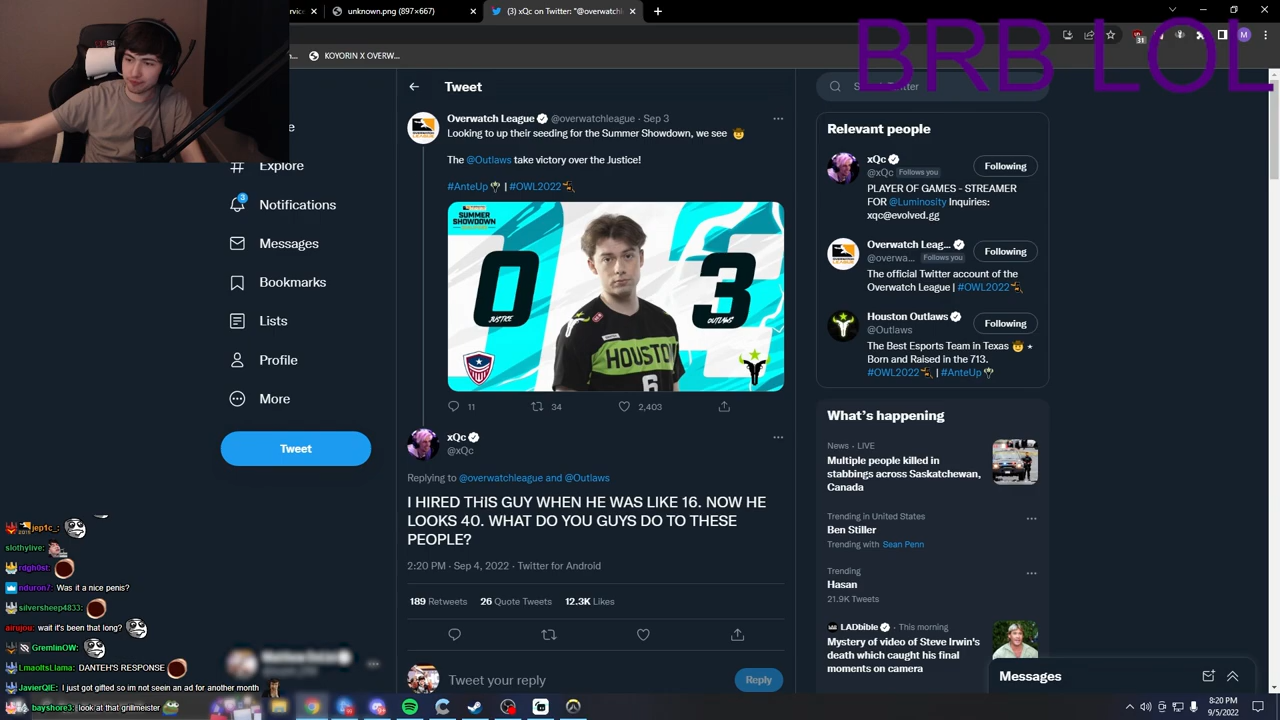 unknown.png (897×667)
(3) xQc on Twitter: "@overwatchle
BRB LOL
KOYORIN X OVERW...
31
M
Tweet
Search Twitter
Explore
3
Notifications
Messages
Bookmarks
Lists
Profile
More
Tweet
Overwatch League @overwatchleague · Sep 3
Looking to up their seeding for the Summer Showdown, we see 🤠
The @Outlaws take victory over the Justice!
#AnteUp | #OWL2022
SUMMER
SHOWDOWN
0
JUSTICE
3
OUTLAWS
HOUSTON
6
11
34
2,403
xQc
@xQc
Replying to @overwatchleague and @Outlaws
I HIRED THIS GUY WHEN HE WAS LIKE 16. NOW HE
LOOKS 40. WHAT DO YOU GUYS DO TO THESE
PEOPLE?
2:20 PM · Sep 4, 2022 · Twitter for Android
189 Retweets 26 Quote Tweets 12.3K Likes
Tweet your reply
Reply
Relevant people
xQc
@xQc Follows you
Following
PLAYER OF GAMES - STREAMER
FOR @Luminosity Inquiries:
xqc@evolved.gg
Overwatch Leag...
@overwa... Follows you
Following
The official Twitter account of the
Overwatch League | #OWL2022
Houston Outlaws
@Outlaws
Following
The Best Esports Team in Texas 🤠 ⋆
Born and Raised in the 713.
#OWL2022 | #AnteUp
What's happening
News · LIVE
Multiple people killed in
stabbings across Saskatchewan,
Canada
Trending in United States
Ben Stiller
Trending with Sean Penn
Trending
Hasan
21.9K Tweets
LADbible · This morning
Mystery of video of Steve Irwin's
death which caught his final
moments on camera
Messages
jep1c_:
slothylive:
rdgh0st:
nduron7: Was it a nice penis?
silversheep4833:
airujou: wait it's been that long?
GremlinOW:
LmaoItsLlama: DANTEH'S RESPONSE
JavierQIE: I just got gifted so im not seeing an ad for another month
bayshore3: look at that grillmeister
8:20 PM
9/5/2022